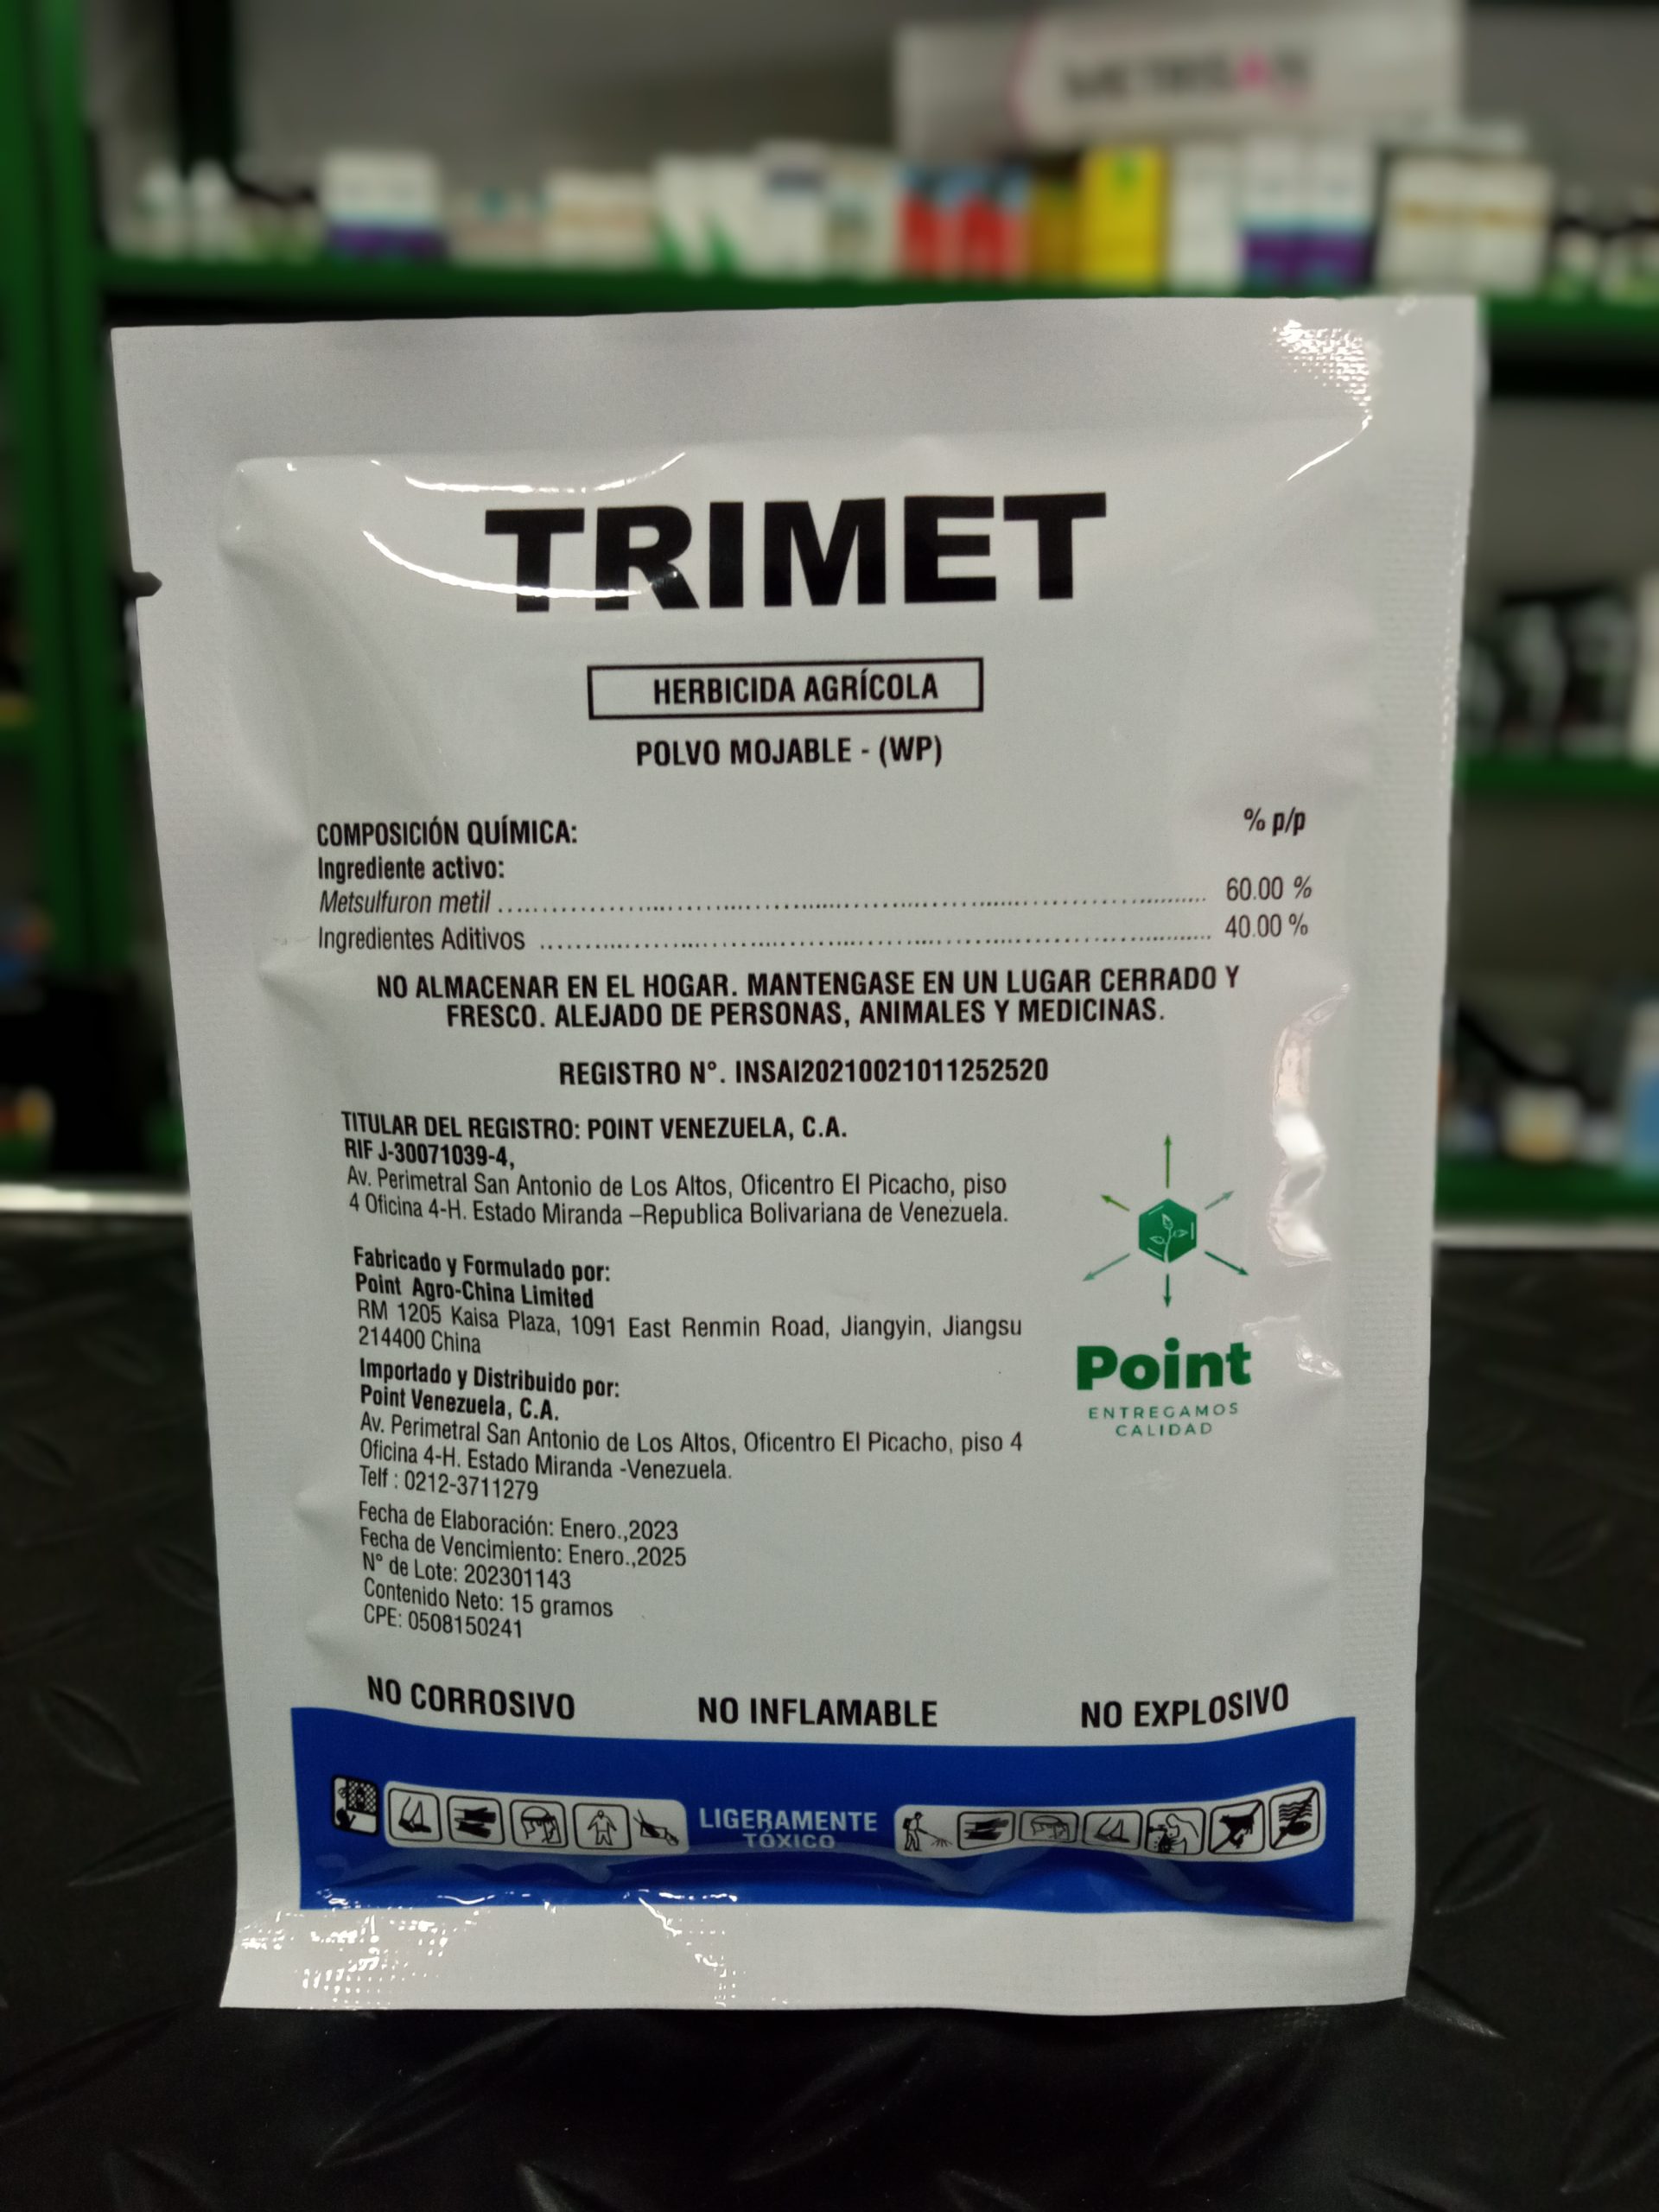 TRIMET
HERBICIDA AGRÍCOLA
POLVO MOJABLE - (WP)
COMPOSICIÓN QUÍMICA: % p/p
Ingrediente activo:
Metsulfuron metil ........................ 60.00 %
Ingredientes Aditivos ........................ 40.00 %
NO ALMACENAR EN EL HOGAR. MANTENGASE EN UN LUGAR CERRADO Y
FRESCO. ALEJADO DE PERSONAS, ANIMALES Y MEDICINAS.
REGISTRO N°. INSAI20210021011252520
TITULAR DEL REGISTRO: POINT VENEZUELA, C.A.
RIF J-30071039-4,
Av. Perimetral San Antonio de Los Altos, Oficentro El Picacho, piso
4 Oficina 4-H. Estado Miranda –Republica Bolivariana de Venezuela.
Fabricado y Formulado por:
Point Agro-China Limited
RM 1205 Kaisa Plaza, 1091 East Renmin Road, Jiangyin, Jiangsu
214400 China
Importado y Distribuido por:
Point Venezuela, C.A.
Av. Perimetral San Antonio de Los Altos, Oficentro El Picacho, piso 4
Oficina 4-H. Estado Miranda -Venezuela.
Telf : 0212-3711279
Fecha de Elaboración: Enero.,2023
Fecha de Vencimiento: Enero.,2025
N° de Lote: 202301143
Contenido Neto: 15 gramos
CPE: 0508150241
Point
ENTREGAMOS
CALIDAD
NO CORROSIVO NO INFLAMABLE NO EXPLOSIVO
LIGERAMENTE
TÓXICO